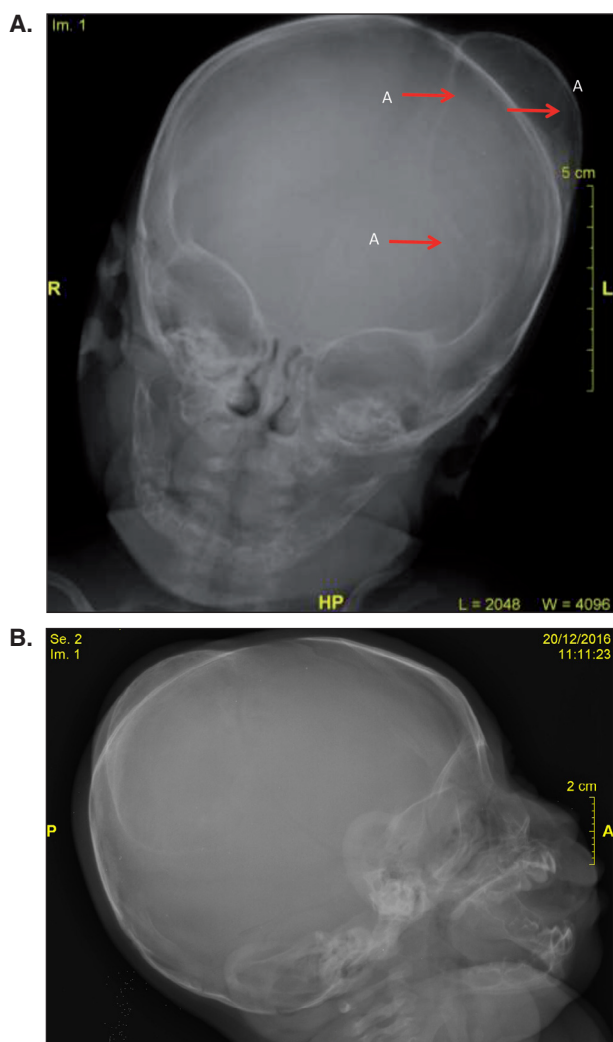 A.
Im. 1
A
A
5 cm
A
R
L
HP
L = 2048 W = 4096
B.
Se. 2
20/12/2016
Im. 1
11:11:23
2 cm
P
A